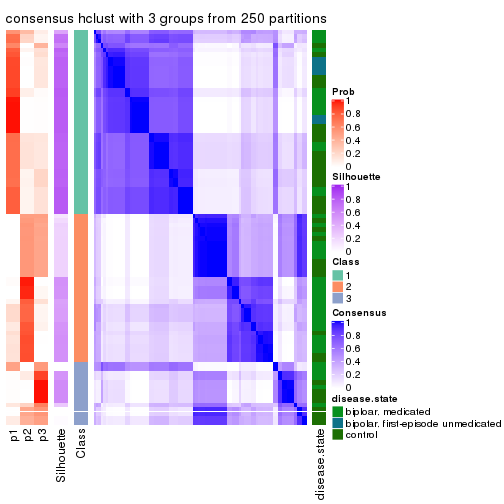 consensus hclust with 3 groups from 250 partitions
Prob
1
0.8
0.6
0.4
0.2
0
Silhouette
1
0.8
0.6
0.4
0.2
0
Class
1
2
3
Consensus
1
0.8
0.6
0.4
0.2
0
disease.state
biploar. medicated
bipolar. first-episode unmedicated
control
p1
p2
p3
Silhouette
Class
disease.state